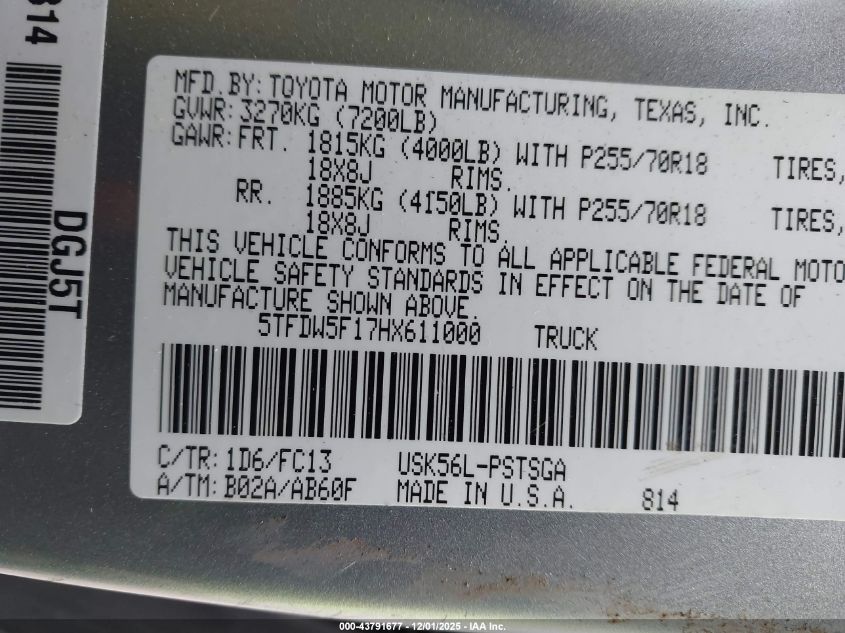 MFD.BY: TOYOTA MOTOR MANUFACTURING, TEXAS, INC.
GVWR: 3270KG (7200LB)
GAWR: FRT. 1815KG (4000LB) WITH P255/70R18 TIRES,
18X8J RIMS.
RR. 1885KG (4150LB) WITH P255/70R18 TIRES,
18X8J RIMS.
THIS VEHICLE CONFORMS TO ALL APPLICABLE FEDERAL MOTO
VEHICLE SAFETY STANDARDS IN EFFECT ON THE DATE OF
MANUFACTURE SHOWN ABOVE.
5TFDW5F17HX611000 TRUCK
C/TR: 1D6/FC13 USK56L-PSTSGA
A/TM: B02A/AB60F MADE IN U.S.A. 814
814
DGJ5T
000-43791677 - 12/01/2025 - IAA Inc.